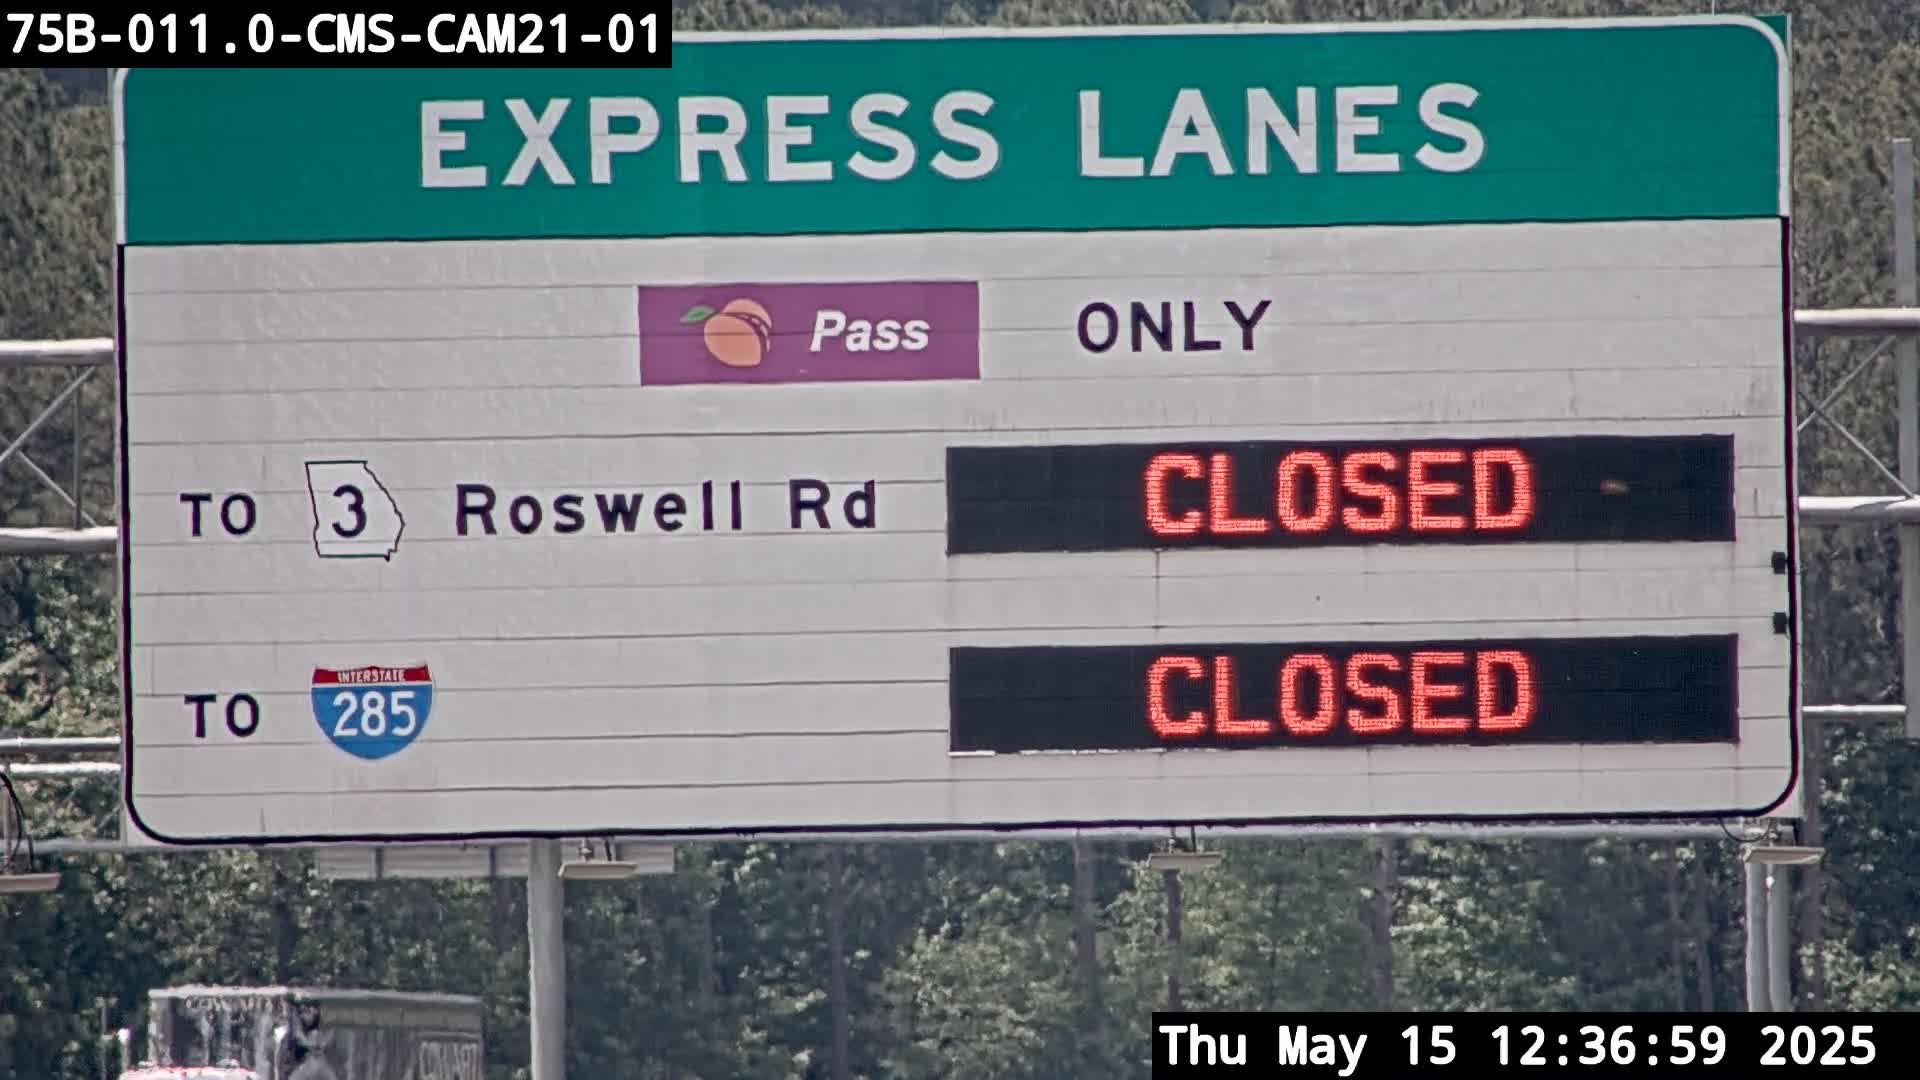 75B-011.0-CMS-CAM21-01
EXPRESS LANES
Pass ONLY
TO 3 Roswell Rd CLOSED
TO INTERSTATE 285 CLOSED
Thu May 15 12:36:59 2025